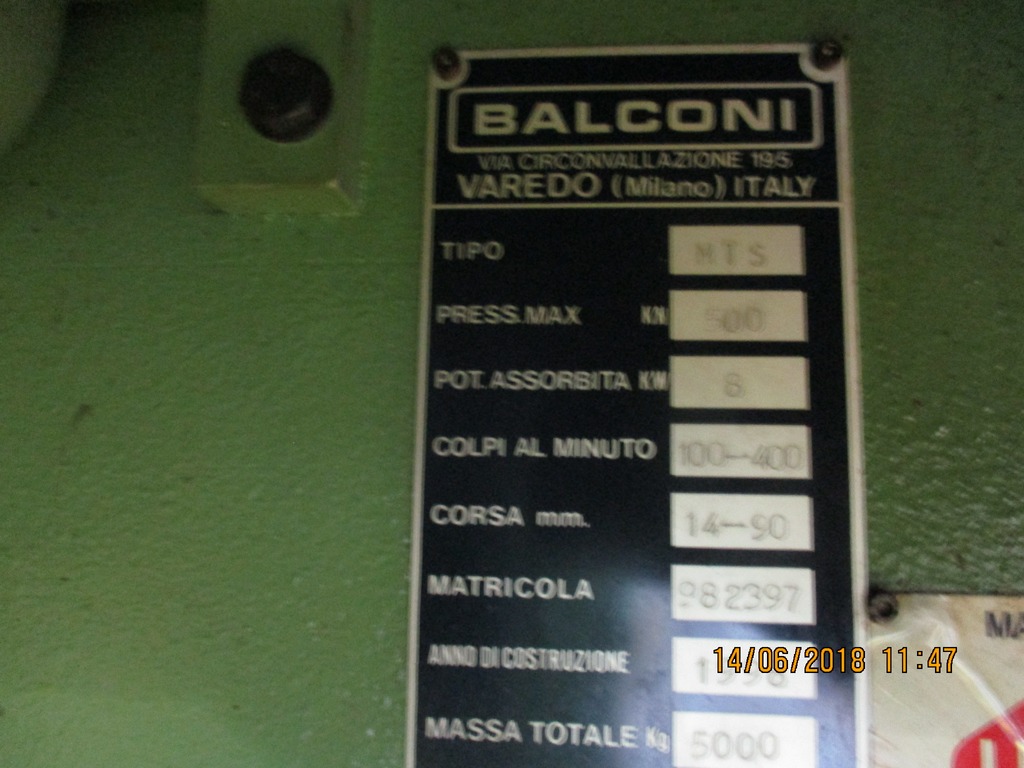 BALCONI
VIA CIRCONVALLAZIONE 195
VAREDO (Milano) ITALY
TIPO MTS
PRESS.MAX KN 500
POT. ASSORBITA KW 8
COLPI AL MINUTO 100-400
CORSA mm. 14-90
MATRICOLA 982397
ANNO DI COSTRUZIONE
14/06/2018 11:47
MASSA TOTALE Kg 5000